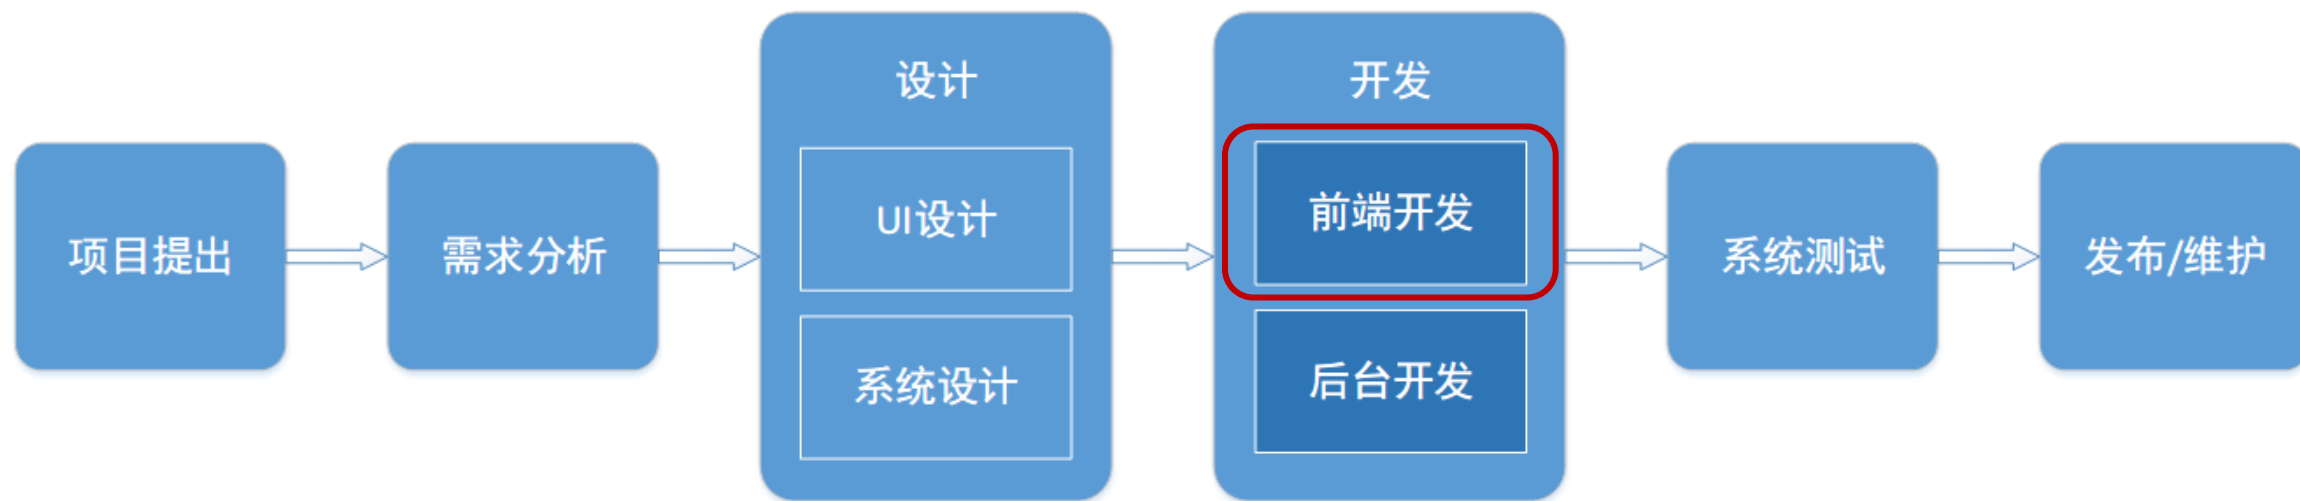 项目提出
需求分析
设计
UI设计
系统设计
开发
前端开发
后台开发
系统测试
发布/维护